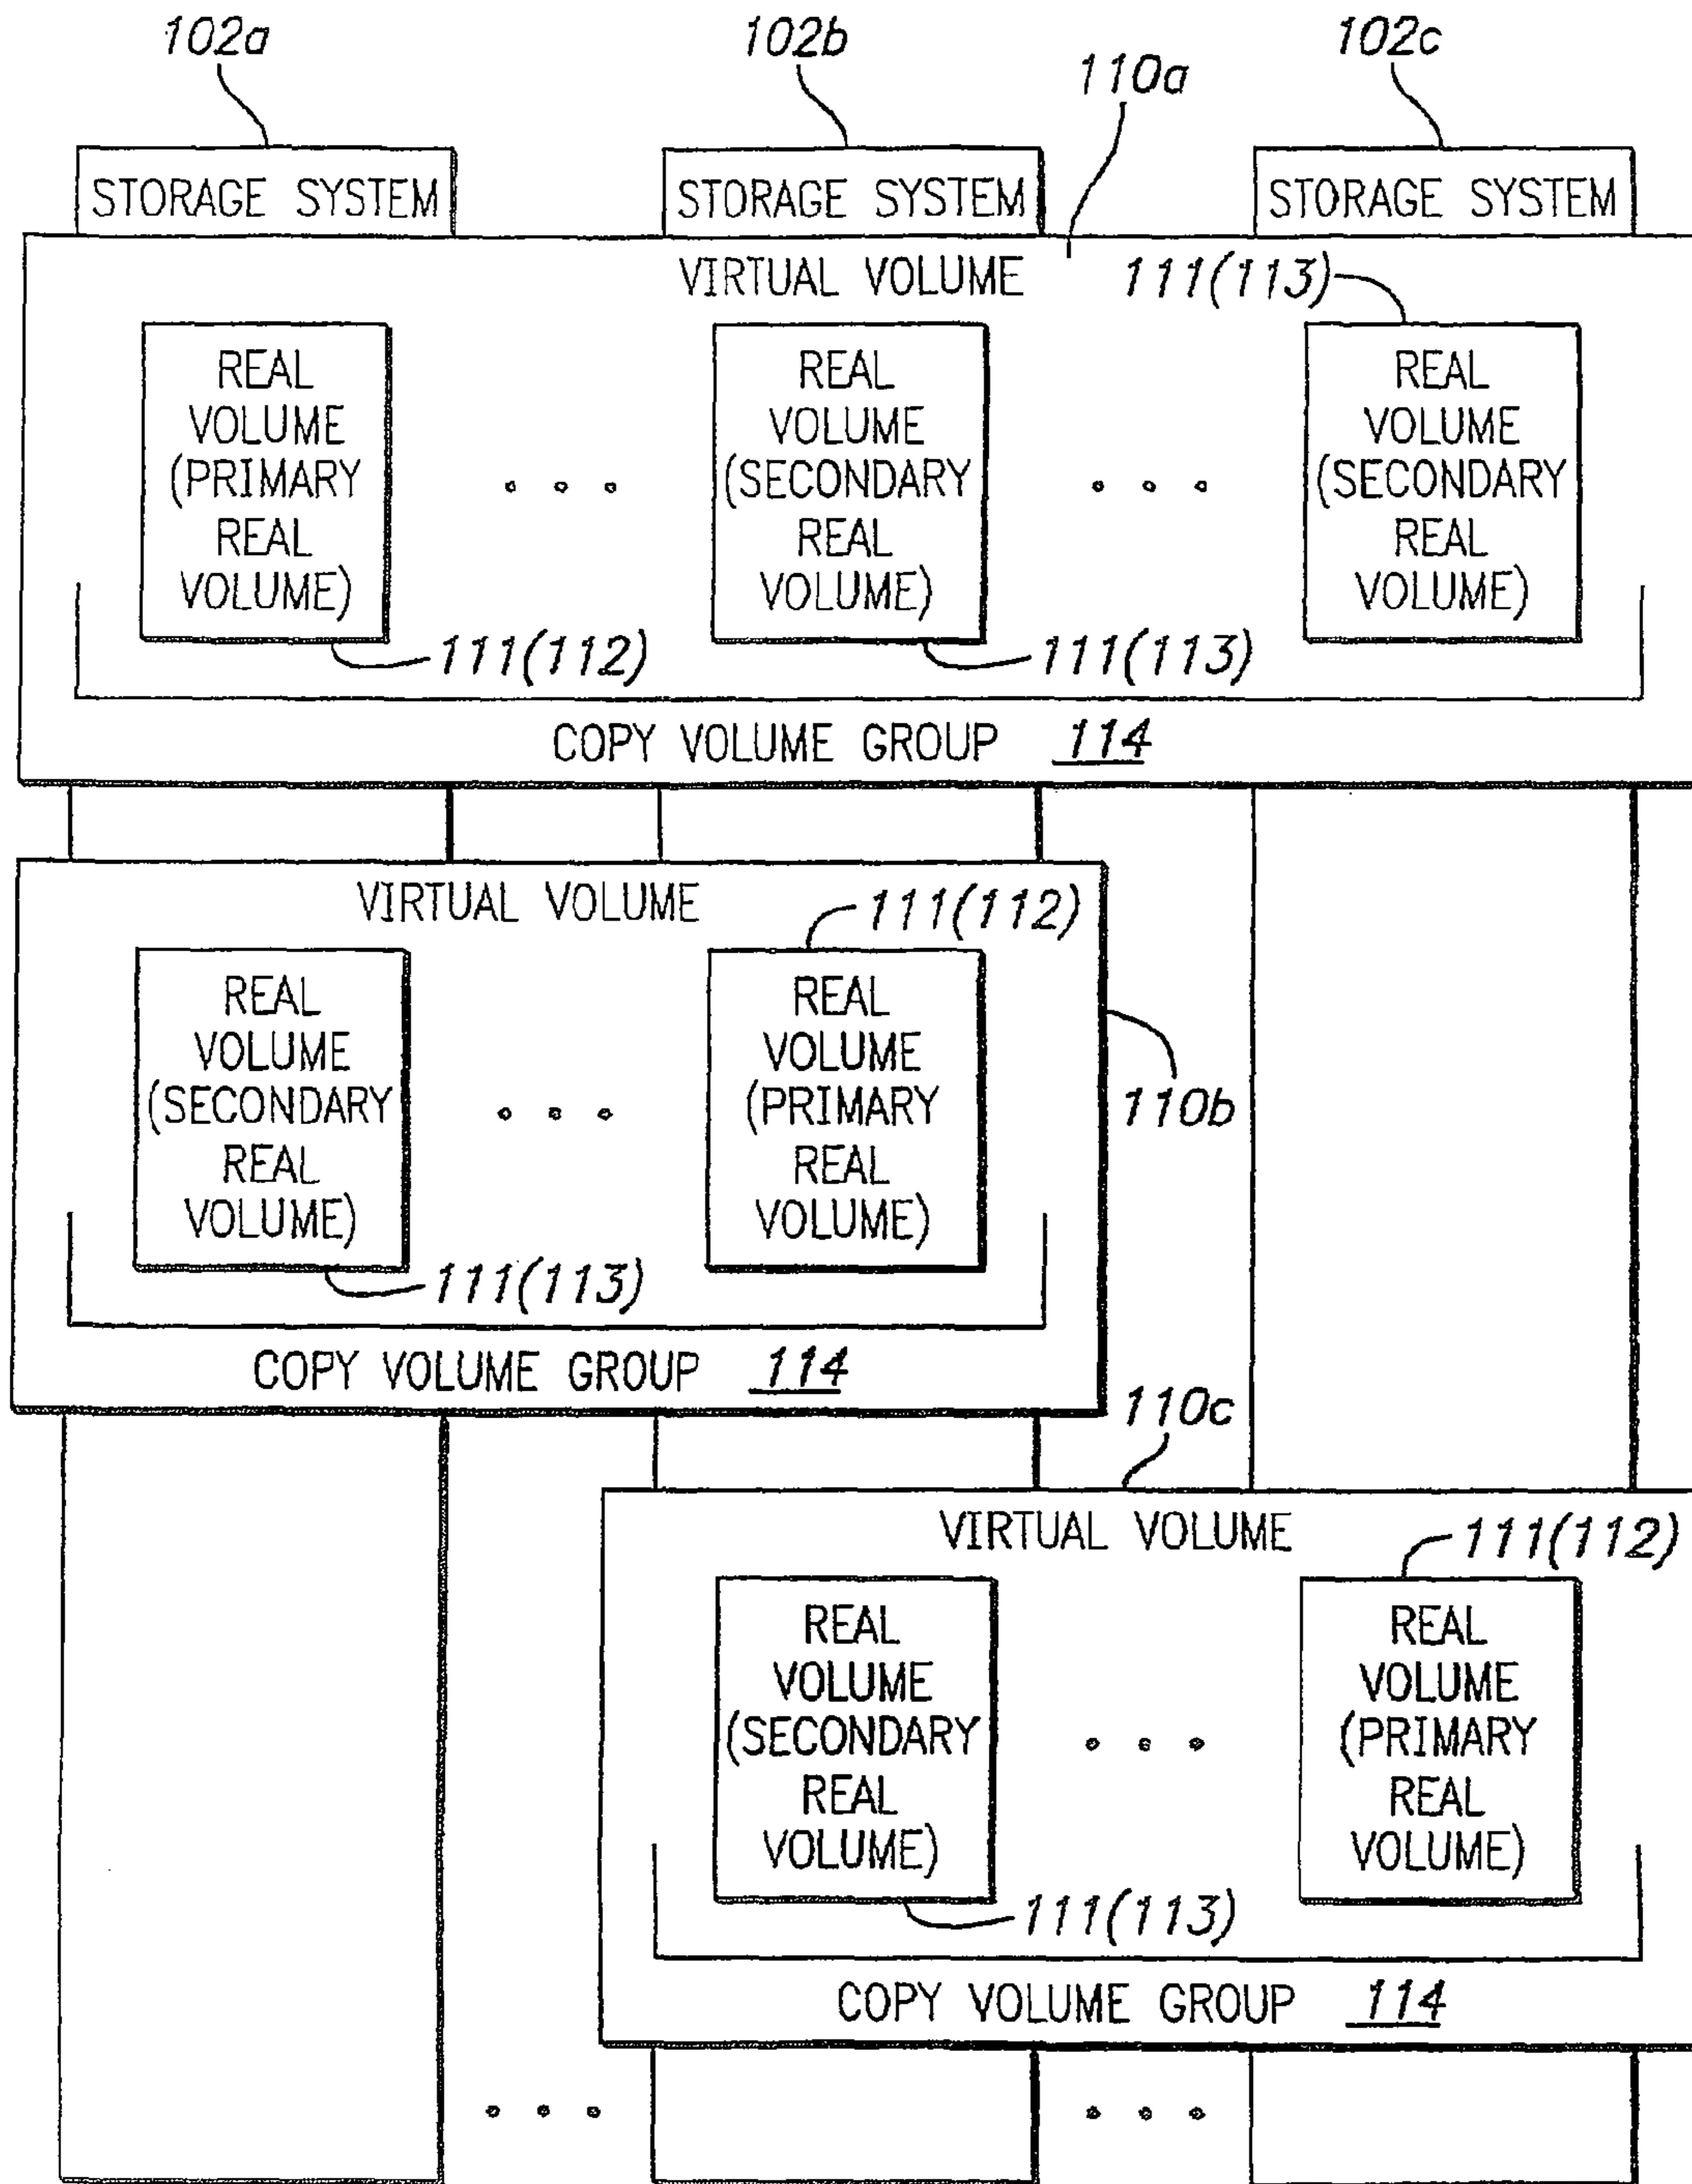 102a
102b
102c
110a
STORAGE SYSTEM
STORAGE SYSTEM
STORAGE SYSTEM
VIRTUAL VOLUME
111(113)
REAL
VOLUME
(PRIMARY
REAL
VOLUME)
REAL
VOLUME
(SECONDARY
REAL
VOLUME)
REAL
VOLUME
(SECONDARY
REAL
VOLUME)
111(112)
111(113)
COPY VOLUME GROUP 114
VIRTUAL VOLUME
111(112)
REAL
VOLUME
(SECONDARY
REAL
VOLUME)
REAL
VOLUME
(PRIMARY
REAL
VOLUME)
110b
111(113)
COPY VOLUME GROUP 114
110c
VIRTUAL VOLUME
111(112)
REAL
VOLUME
(SECONDARY
REAL
VOLUME)
REAL
VOLUME
(PRIMARY
REAL
VOLUME)
111(113)
COPY VOLUME GROUP 114